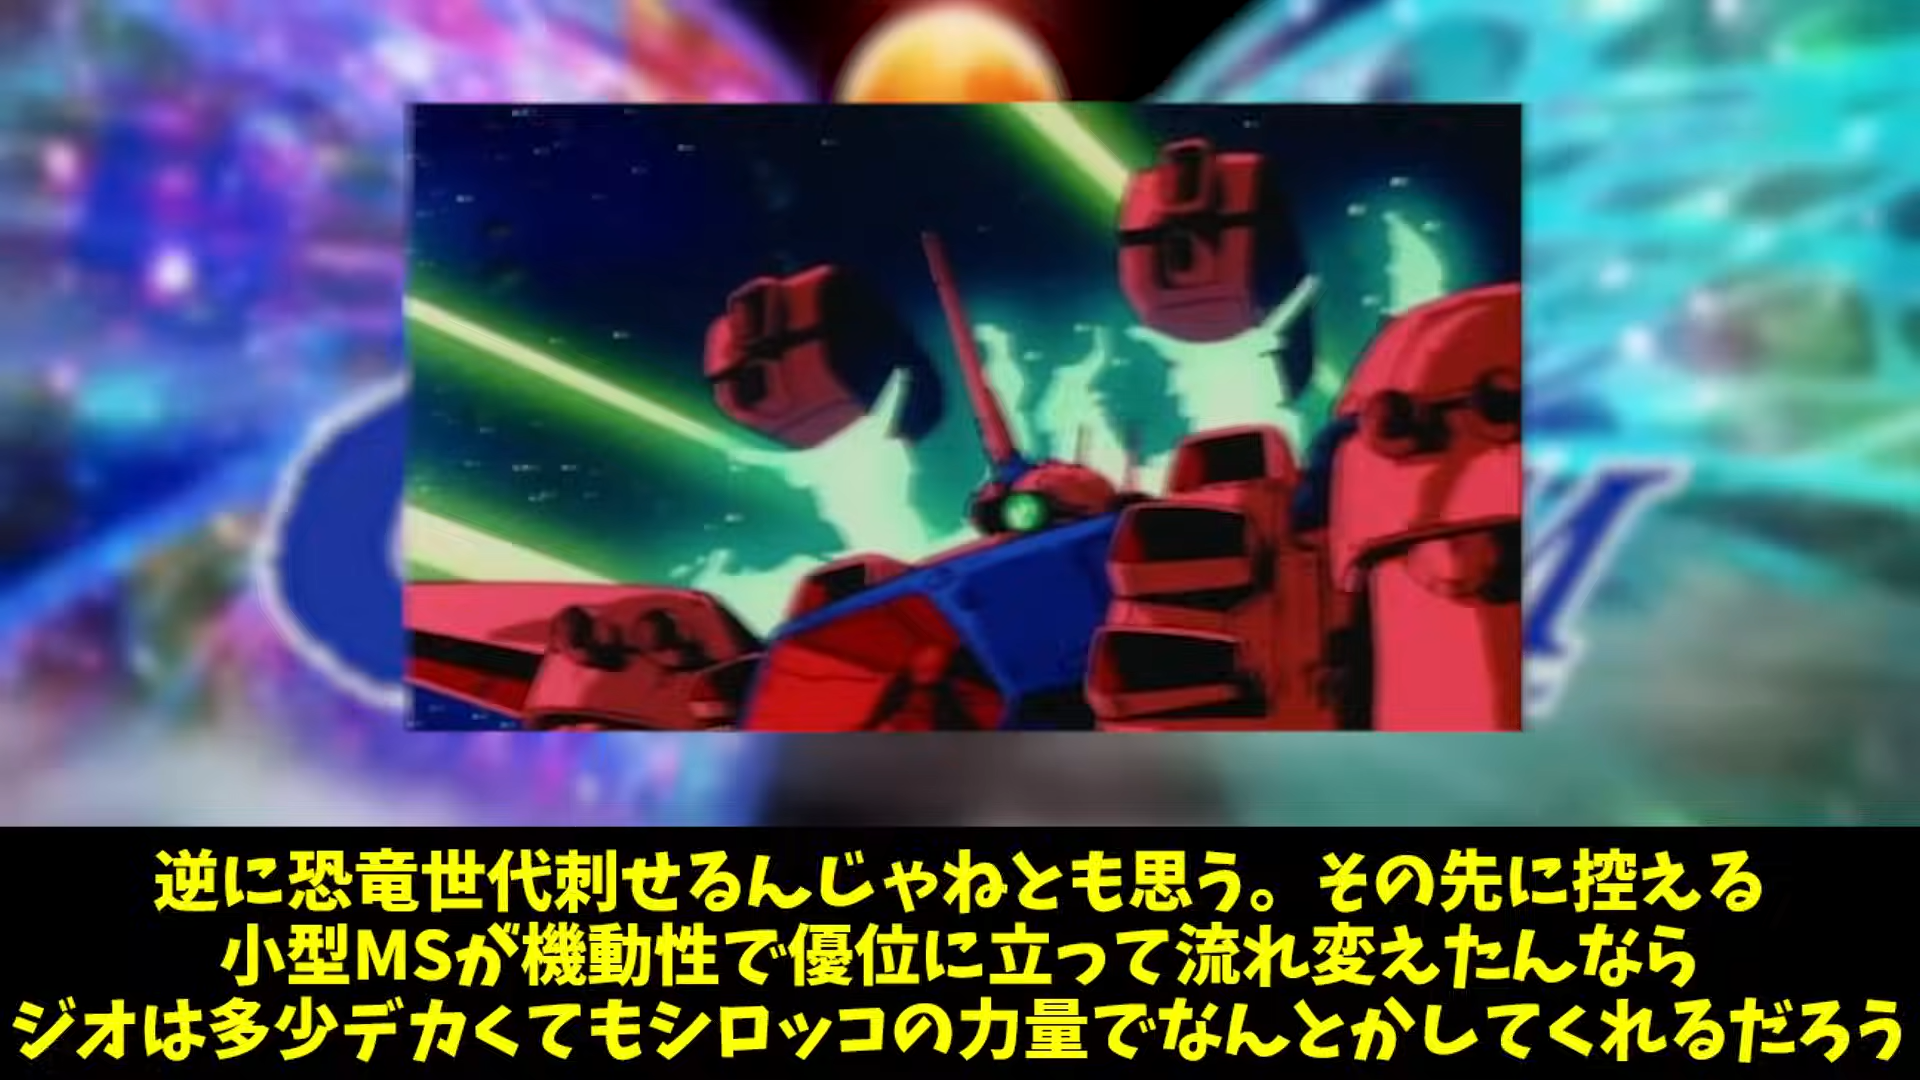 逆に恐竜世代刺せるんじゃねとも思う。その先に控える
小型MSが機動性で優位に立って流れ変えたんなら
ジオは多少デカくてもシロッコの力量でなんとかしてくれるだろう